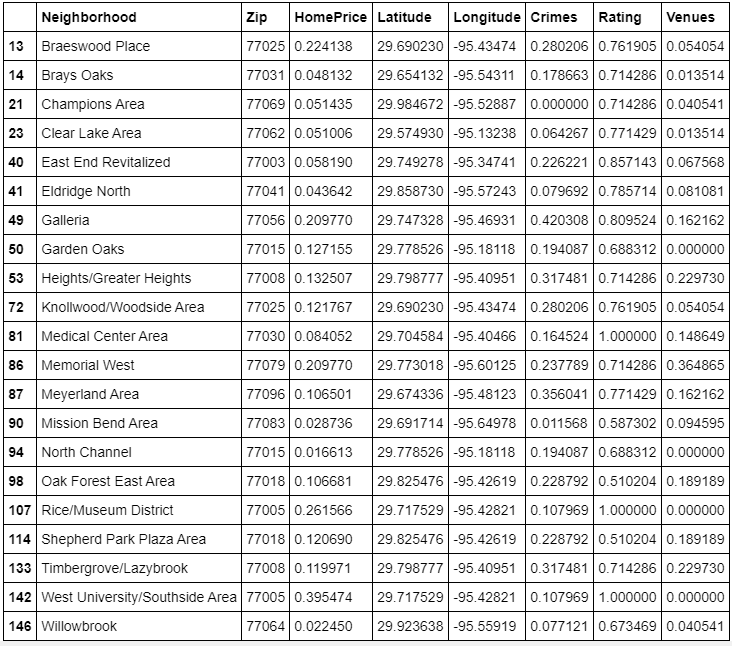 Neighborhood Zip HomePrice Latitude Longitude Crimes Rating Venues
13 Braeswood Place 77025 0.224138 29.690230 -95.43474 0.280206 0.761905 0.054054
14 Brays Oaks 77031 0.048132 29.654132 -95.54311 0.178663 0.714286 0.013514
21 Champions Area 77069 0.051435 29.984672 -95.52887 0.000000 0.714286 0.040541
23 Clear Lake Area 77062 0.051006 29.574930 -95.13238 0.064267 0.771429 0.013514
40 East End Revitalized 77003 0.058190 29.749278 -95.34741 0.226221 0.857143 0.067568
41 Eldridge North 77041 0.043642 29.858730 -95.57243 0.079692 0.785714 0.081081
49 Galleria 77056 0.209770 29.747328 -95.46931 0.420308 0.809524 0.162162
50 Garden Oaks 77015 0.127155 29.778526 -95.18118 0.194087 0.688312 0.000000
53 Heights/Greater Heights 77008 0.132507 29.798777 -95.40951 0.317481 0.714286 0.229730
72 Knollwood/Woodside Area 77025 0.121767 29.690230 -95.43474 0.280206 0.761905 0.054054
81 Medical Center Area 77030 0.084052 29.704584 -95.40466 0.164524 1.000000 0.148649
86 Memorial West 77079 0.209770 29.773018 -95.60125 0.237789 0.714286 0.364865
87 Meyerland Area 77096 0.106501 29.674336 -95.48123 0.356041 0.771429 0.162162
90 Mission Bend Area 77083 0.028736 29.691714 -95.64978 0.011568 0.587302 0.094595
94 North Channel 77015 0.016613 29.778526 -95.18118 0.194087 0.688312 0.000000
98 Oak Forest East Area 77018 0.106681 29.825476 -95.42619 0.228792 0.510204 0.189189
107 Rice/Museum District 77005 0.261566 29.717529 -95.42821 0.107969 1.000000 0.000000
114 Shepherd Park Plaza Area 77018 0.120690 29.825476 -95.42619 0.228792 0.510204 0.189189
133 Timbergrove/Lazybrook 77008 0.119971 29.798777 -95.40951 0.317481 0.714286 0.229730
142 West University/Southside Area 77005 0.395474 29.717529 -95.42821 0.107969 1.000000 0.000000
146 Willowbrook 77064 0.022450 29.923638 -95.55919 0.077121 0.673469 0.040541